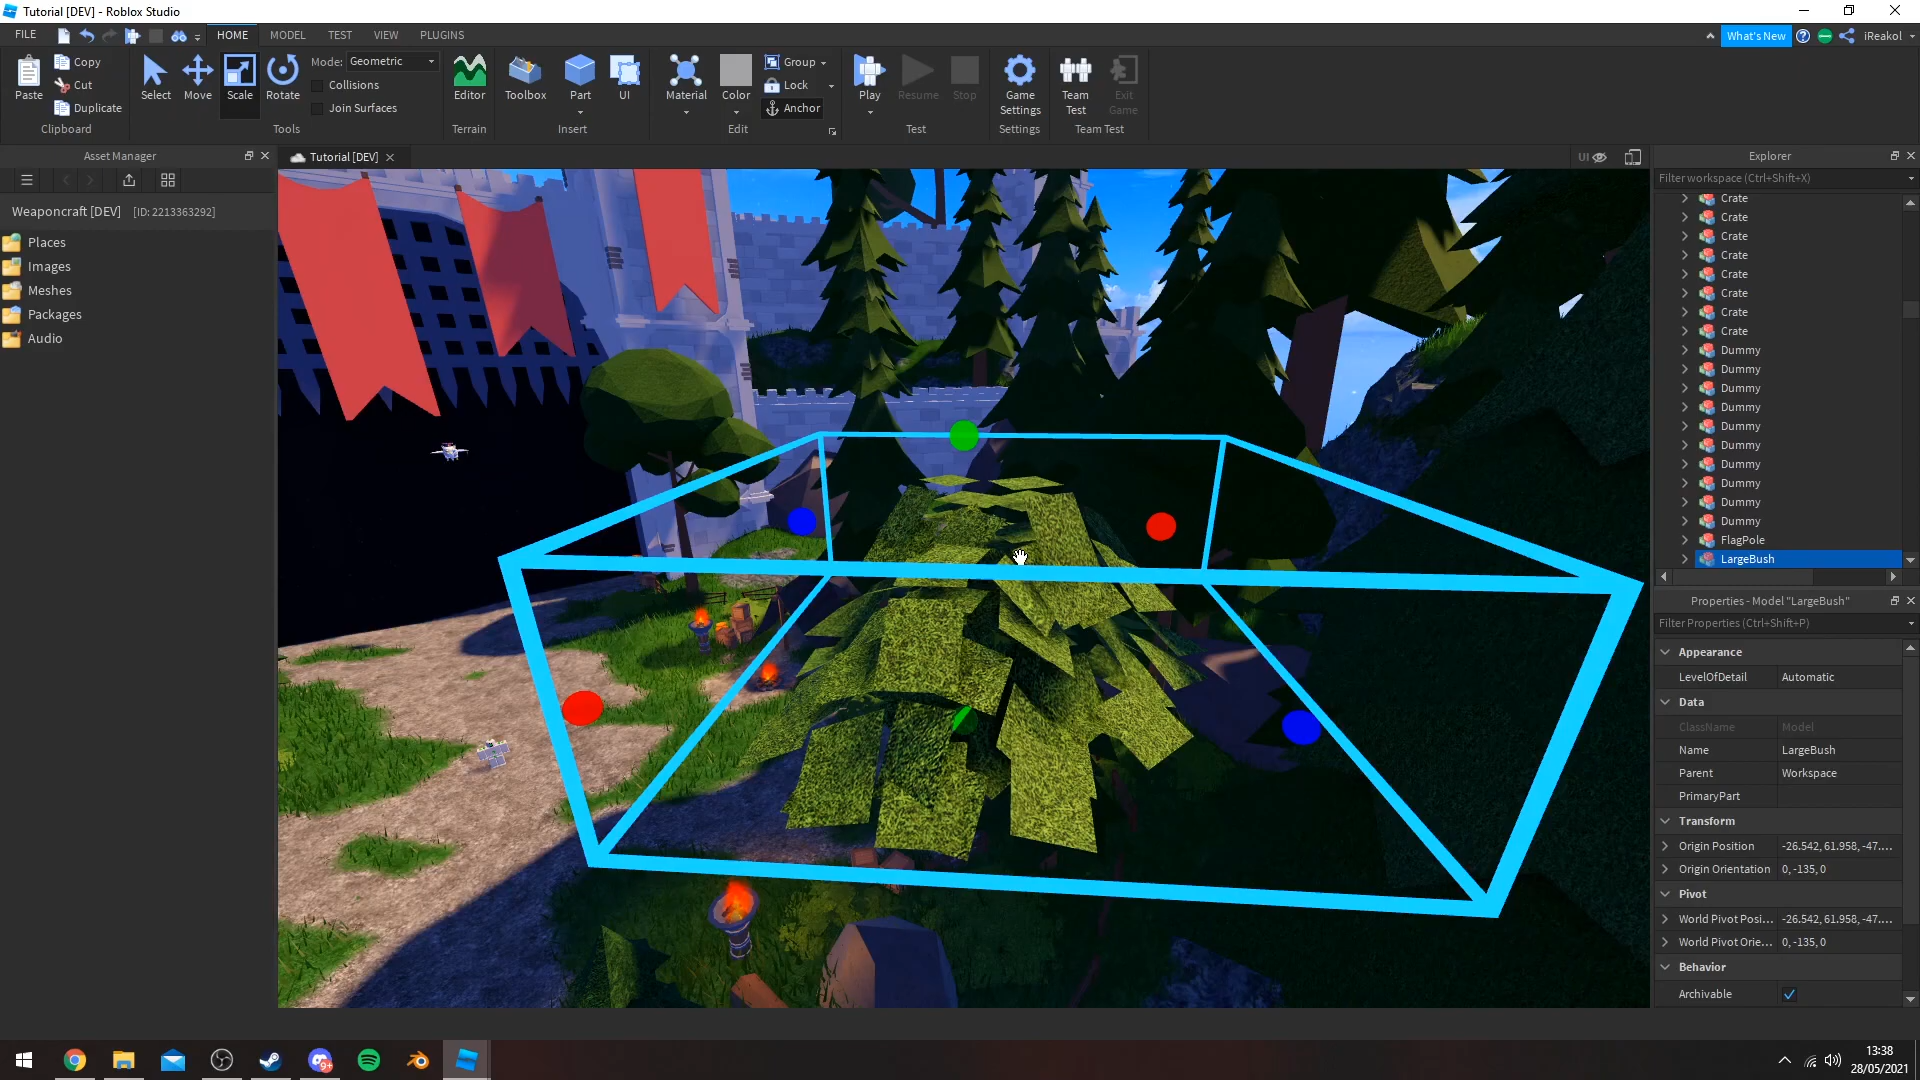 Tutorial [DEV] - Roblox Studio
FILE
HOME
MODEL
TEST
VIEW
PLUGINS
What's New
iReakol
Paste
Copy
Cut
Duplicate
Clipboard
Select
Move
Scale
Rotate
Mode: Geometric
Collisions
Join Surfaces
Tools
Editor
Terrain
Toolbox
Part
UI
Insert
Material
Color
Group
Lock
Anchor
Edit
Play
Resume
Stop
Test
Game
Settings
Settings
Team
Test
Exit
Game
Team Test
Asset Manager
Weaponcraft [DEV] [ID: 2213363292]
Places
Images
Meshes
Packages
Audio
Tutorial [DEV]
UI
Explorer
Filter workspace (Ctrl+Shift+X)
Crate
Crate
Crate
Crate
Crate
Crate
Crate
Crate
Dummy
Dummy
Dummy
Dummy
Dummy
Dummy
Dummy
Dummy
Dummy
Dummy
FlagPole
LargeBush
Properties - Model "LargeBush"
Filter Properties (Ctrl+Shift+P)
Appearance
LevelOfDetail Automatic
Data
ClassName Model
Name LargeBush
Parent Workspace
PrimaryPart
Transform
Origin Position -26.542, 61.958, -47....
Origin Orientation 0, -135, 0
Pivot
World Pivot Posi... -26.542, 61.958, -47....
World Pivot Orie... 0, -135, 0
Behavior
Archivable
9+
13:38
28/05/2021